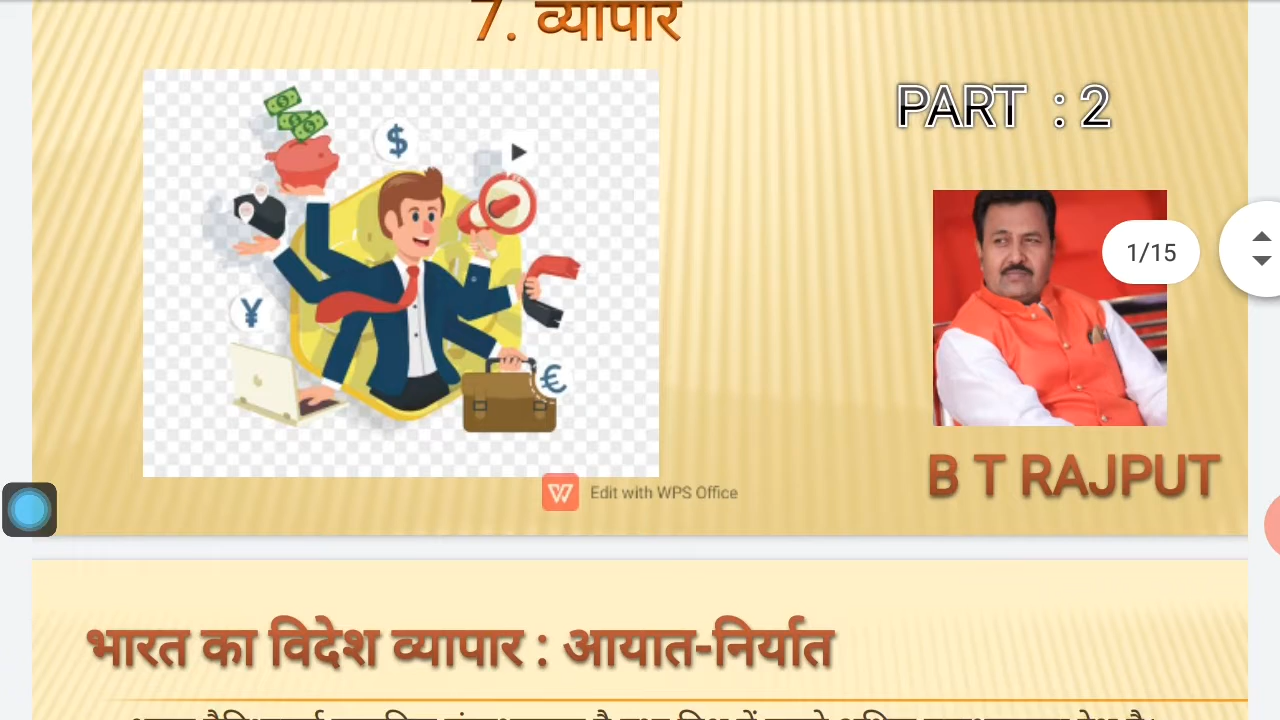 7. व्यापार
PART : 2
1/15
B T RAJPUT
Edit with WPS Office
भारत का विदेश व्यापार : आयात-निर्यात